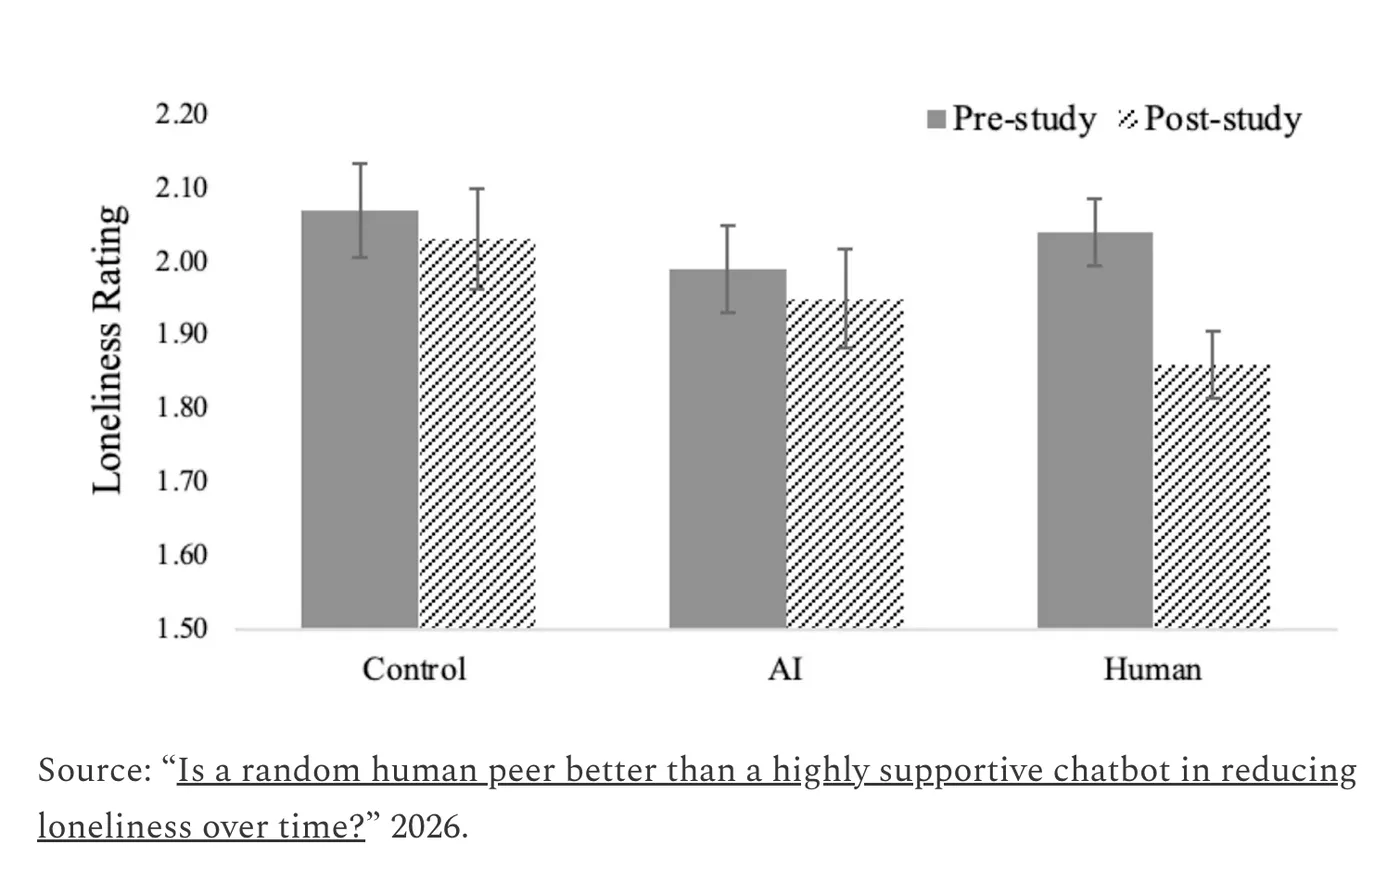 2.20
Pre-study Post-study
2.10
2.00
1.90
1.80
1.70
1.60
1.50
Loneliness Rating
Control AI Human
Source: “Is a random human peer better than a highly supportive chatbot in reducing
loneliness over time?” 2026.